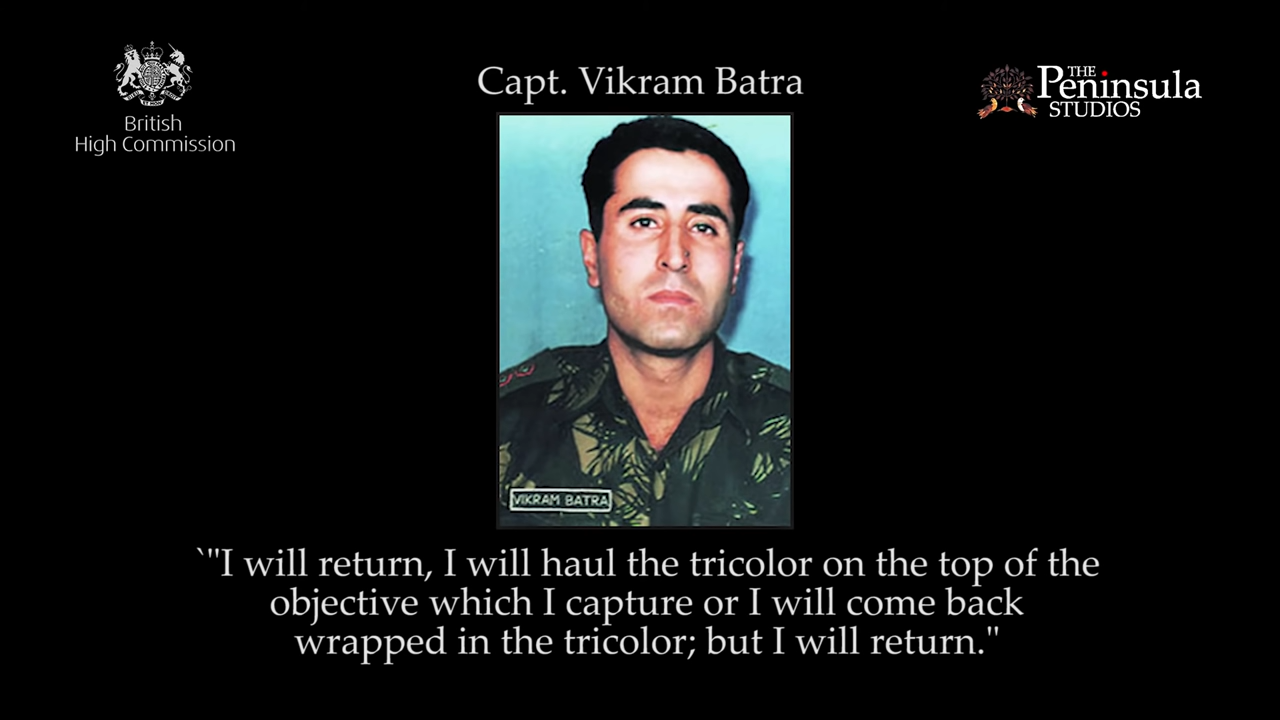 British
High Commission
Capt. Vikram Batra
THE
Peninsula
STUDIOS
VIKRAM BATRA
`"I will return, I will haul the tricolor on the top of the
objective which I capture or I will come back
wrapped in the tricolor; but I will return."